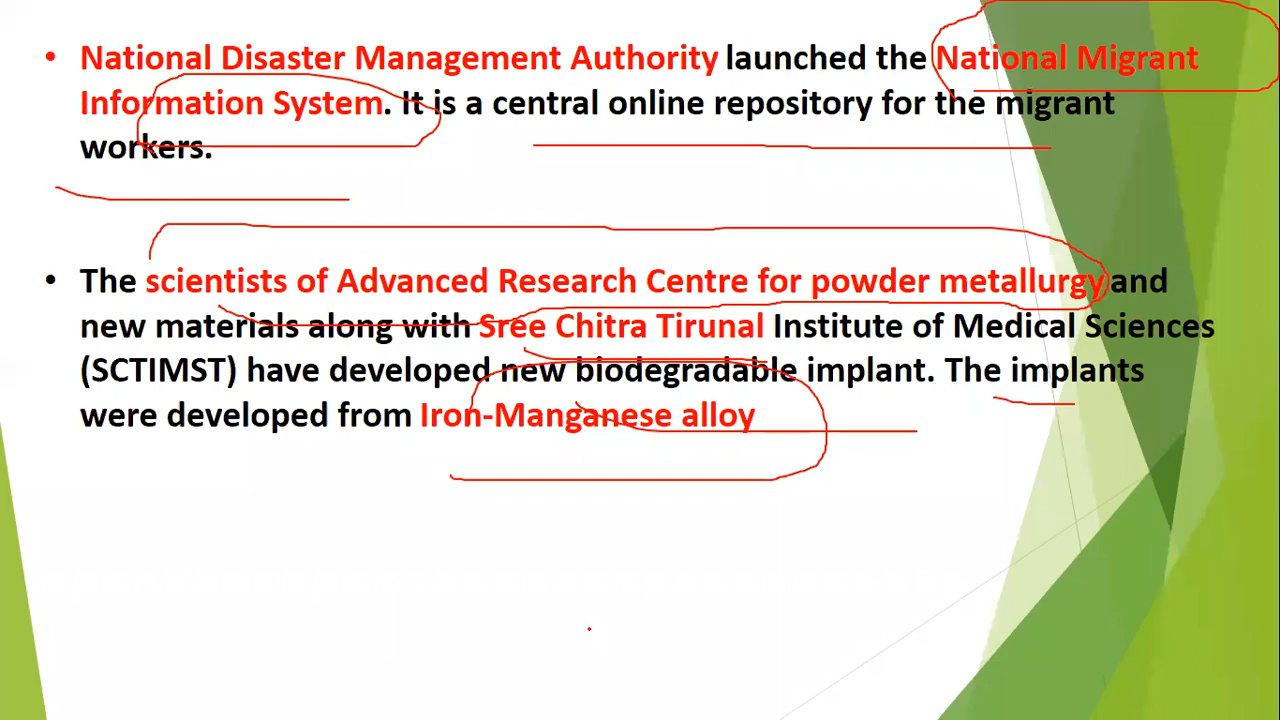 • National Disaster Management Authority launched the National Migrant
Information System. It is a central online repository for the migrant
workers.
• The scientists of Advanced Research Centre for powder metallurgy and
new materials along with Sree Chitra Tirunal Institute of Medical Sciences
(SCTIMST) have developed new biodegradable implant. The implants
were developed from Iron-Manganese alloy